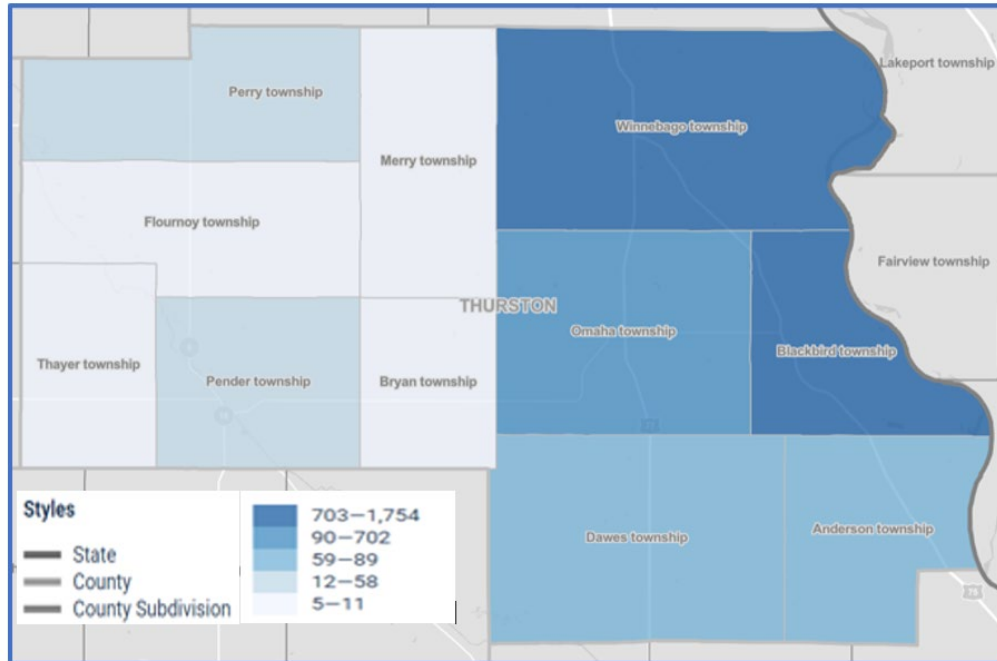 Lakeport township
Perry township
Winnebago township
Merry township
Flournoy township
Fairview township
THURSTON
Omaha township
Blackbird township
Thayer township
Pender township
Bryan township
Dawes township
Anderson township
75
Styles
State
County
County Subdivision
703–1,754
90–702
59–89
12–58
5–11